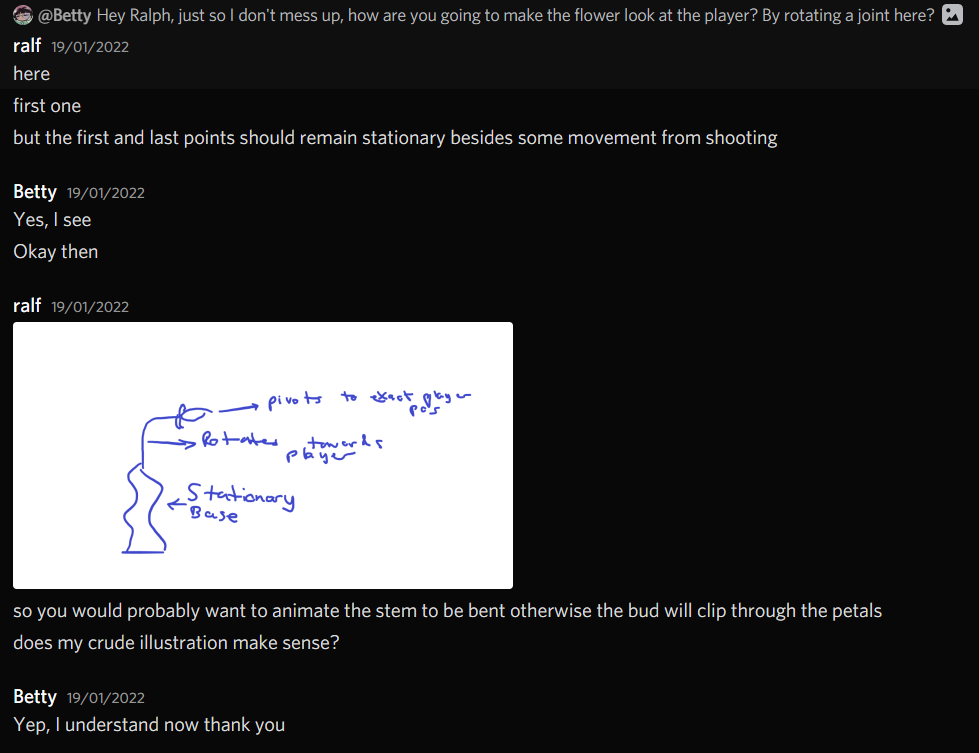 @Betty Hey Ralph, just so I don't mess up, how are you going to make the flower look at the player? By rotating a joint here?
ralf 19/01/2022
here
first one
but the first and last points should remain stationary besides some movement from shooting
Betty 19/01/2022
Yes, I see
Okay then
ralf 19/01/2022
pivots to exact player
pos
Rotates towards
player
Stationary
Base
so you would probably want to animate the stem to be bent otherwise the bud will clip through the petals
does my crude illustration make sense?
Betty 19/01/2022
Yep, I understand now thank you